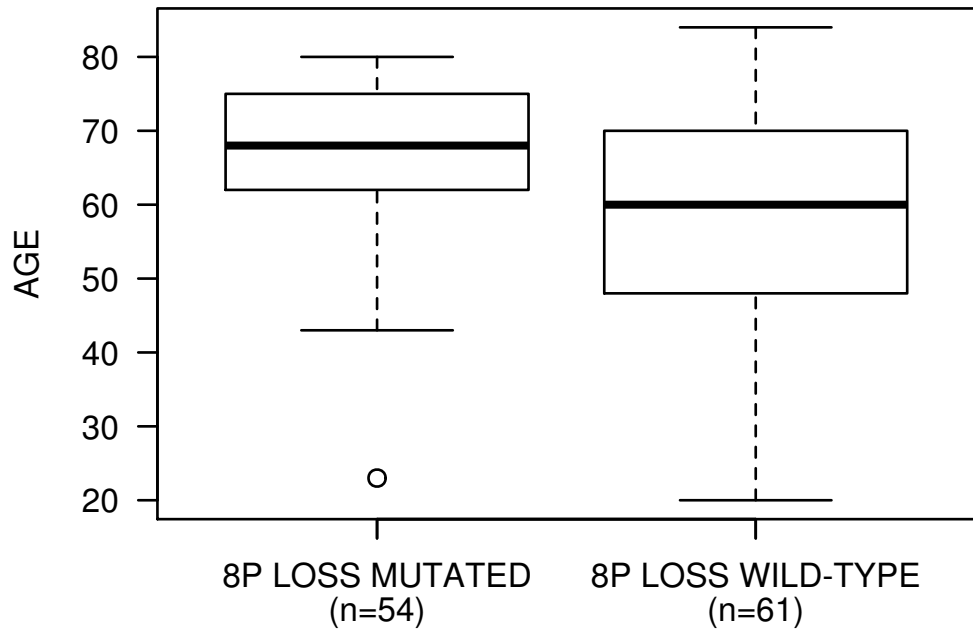 AGE
80
70
60
50
40
30
20
8P LOSS MUTATED
(n=54)
8P LOSS WILD-TYPE
(n=61)